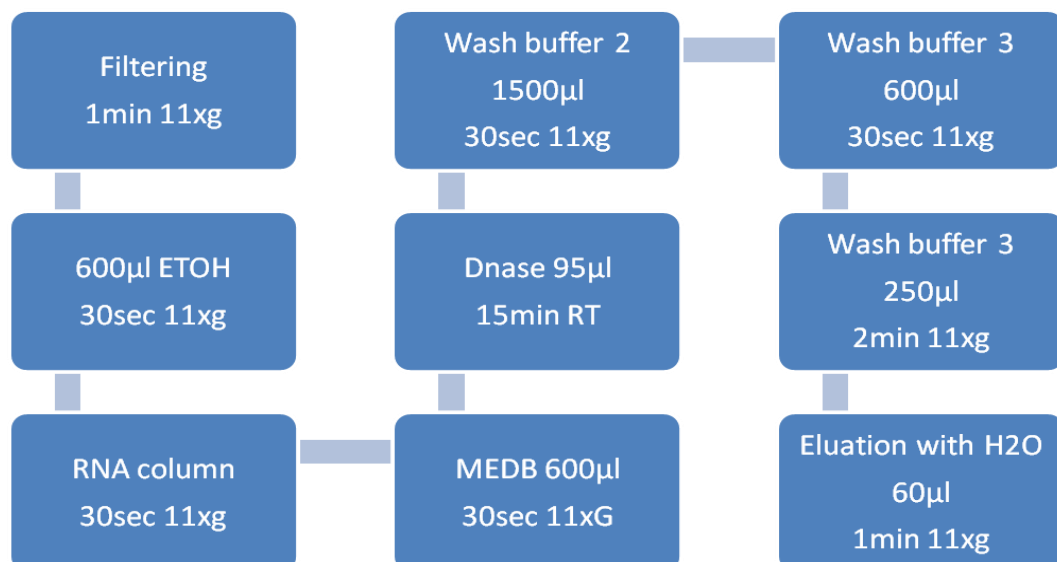 Filtering
1min 11xg
600µl ETOH
30sec 11xg
RNA column
30sec 11xg
MEDB 600µl
30sec 11xG
Dnase 95µl
15min RT
Wash buffer 2
1500µl
30sec 11xg
Wash buffer 3
600µl
30sec 11xg
Wash buffer 3
250µl
2min 11xg
Eluation with H2O
60µl
1min 11xg